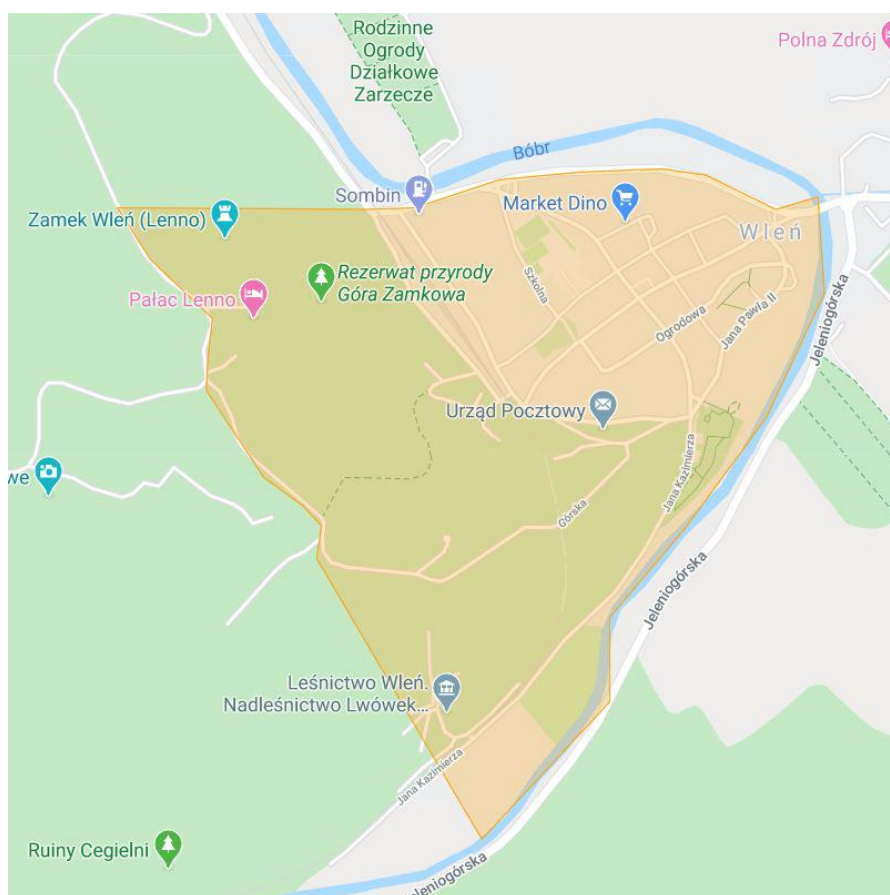 Rodzinne
Ogrody
Działkowe
Zarzecze
Polna Zdrój
Bóbr
Sombin
Market Dino
Zamek Wleń (Lenno)
Wleń
Rezerwat przyrody
Góra Zamkowa
Szkolna
Pałac Lenno
Jeleniogórska
Ogrodowa
Jana Pawła II
Urząd Pocztowy
Jana Kazimierza
we
Górska
Jeleniogórska
Leśnictwo Wleń.
Nadleśnictwo Lwówek...
Jana Kazimierza
Ruiny Cegielni
Jeleniogórska